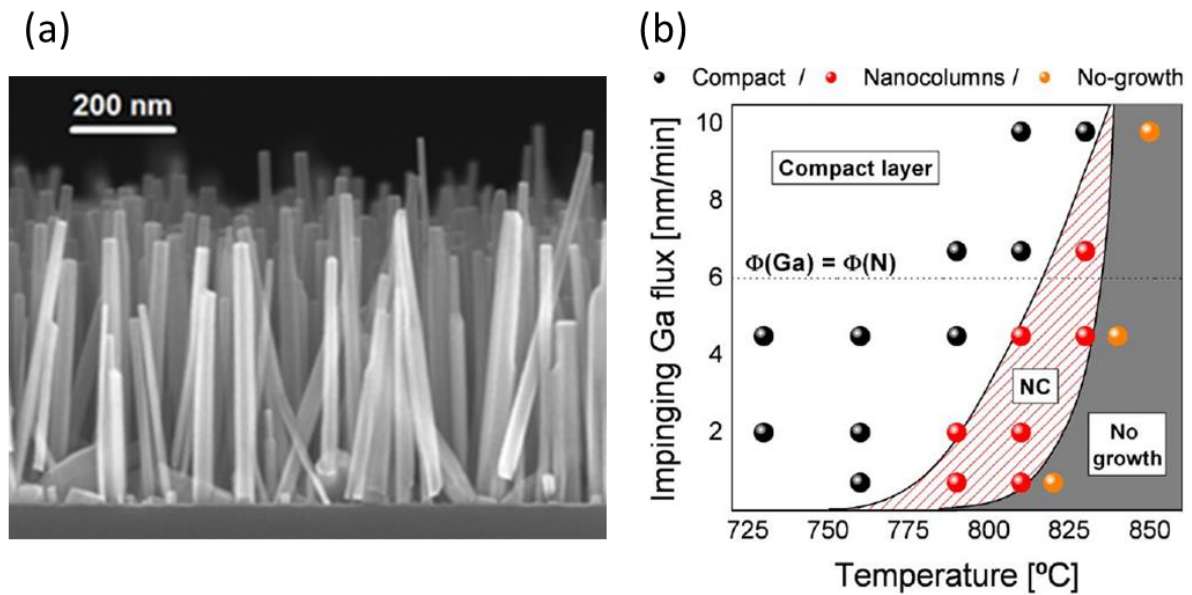 (a)
(b)
200 nm
Compact / Nanocolumns / No-growth
Compact layer
Φ(Ga) = Φ(N)
NC
No
growth
Impinging Ga flux [nm/min]
10
8
6
4
2
725 750 775 800 825 850
Temperature [ºC]